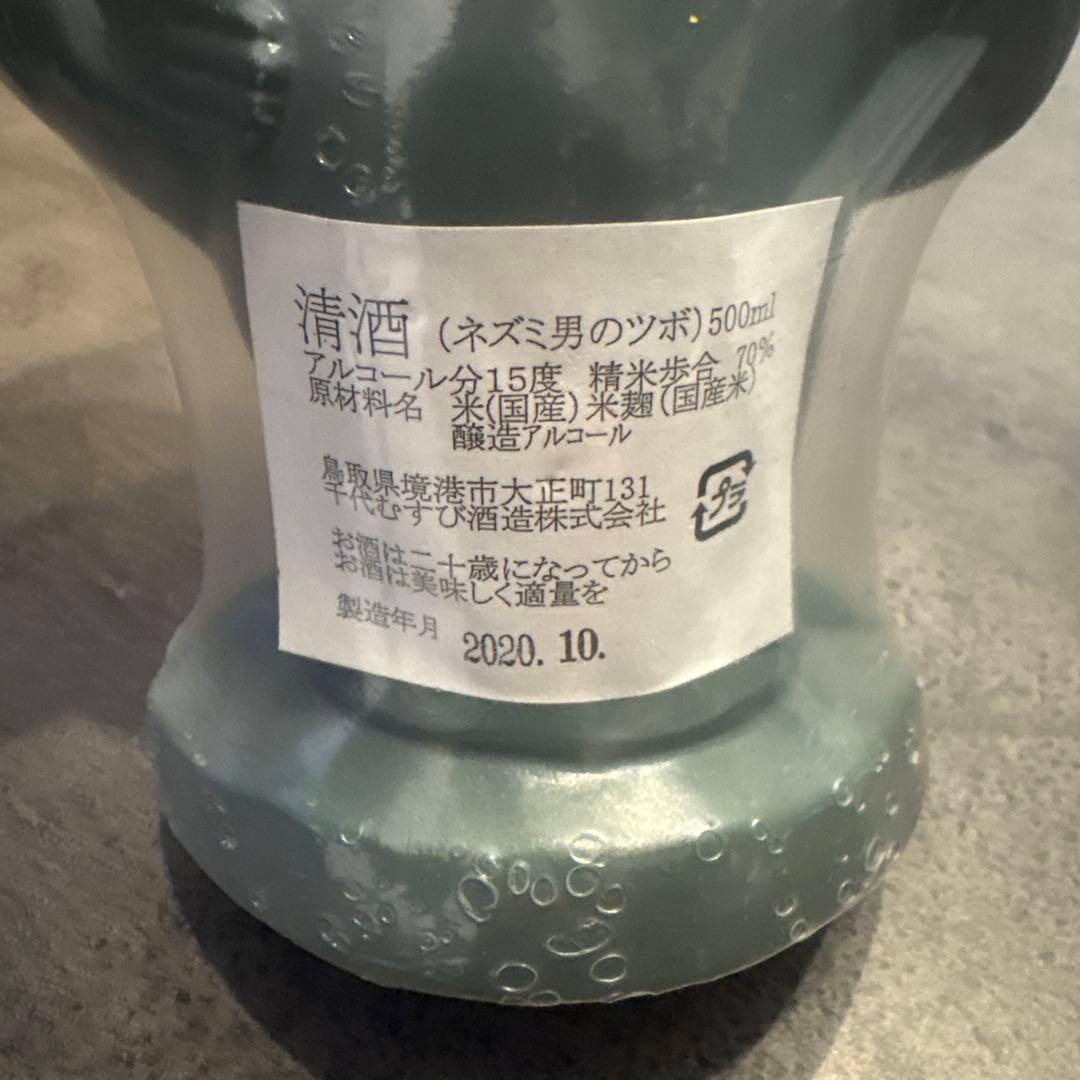 清酒 (ネズミ男のツボ)500ml
アルコール分15度 精米歩合 70%
原材料名 米(国産)米麹(国産米)
醸造アルコール
鳥取県境港市大正町131
千代むすび酒造株式会社
プラ
お酒は二十歳になってから
お酒は美味しく適量を
製造年月 2020. 10.